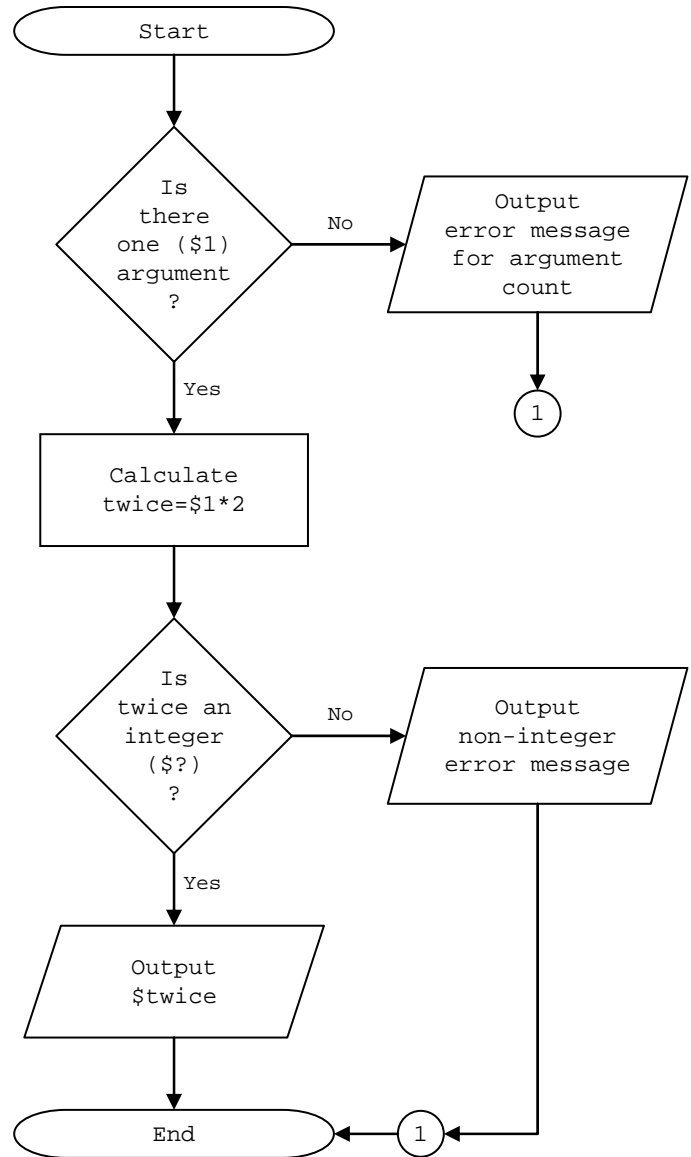 Start
Is
there
one ($1)
argument
?
No
Output
error message
for argument
count
1
Yes
Calculate
twice=$1*2
Is
twice an
integer
($?)
?
No
Output
non-integer
error message
Yes
Output
$twice
End
1